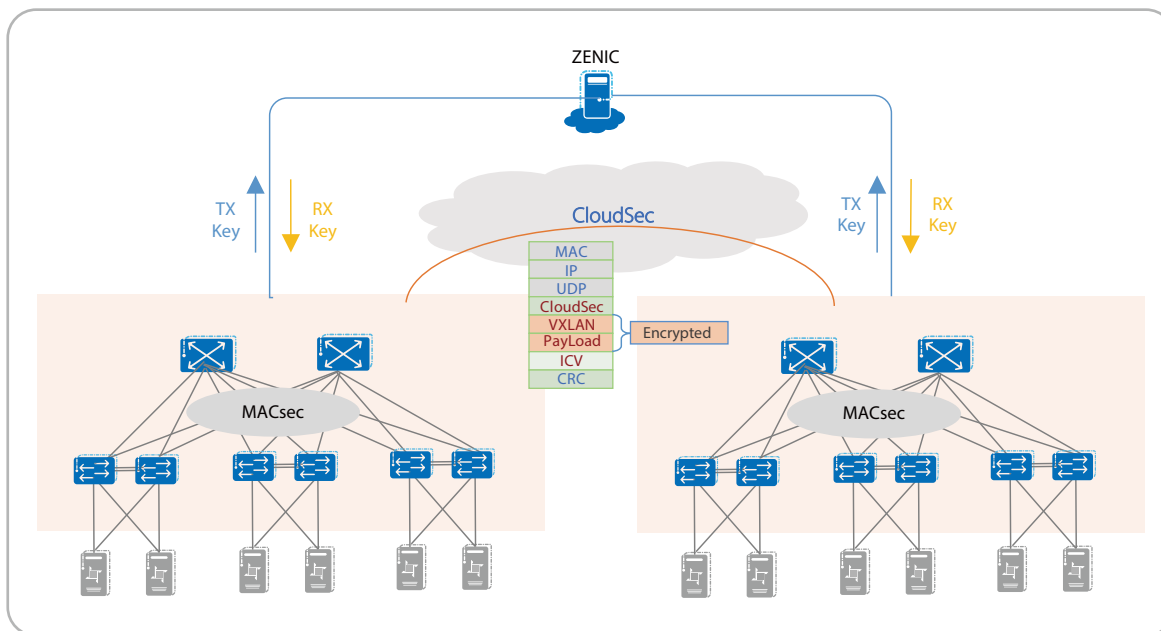 ZENIC
TX
Key
RX
Key
CloudSec
TX
Key
RX
Key
MAC
IP
UDP
CloudSec
VXLAN
PayLoad
ICV
CRC
Encrypted
MACsec
MACsec